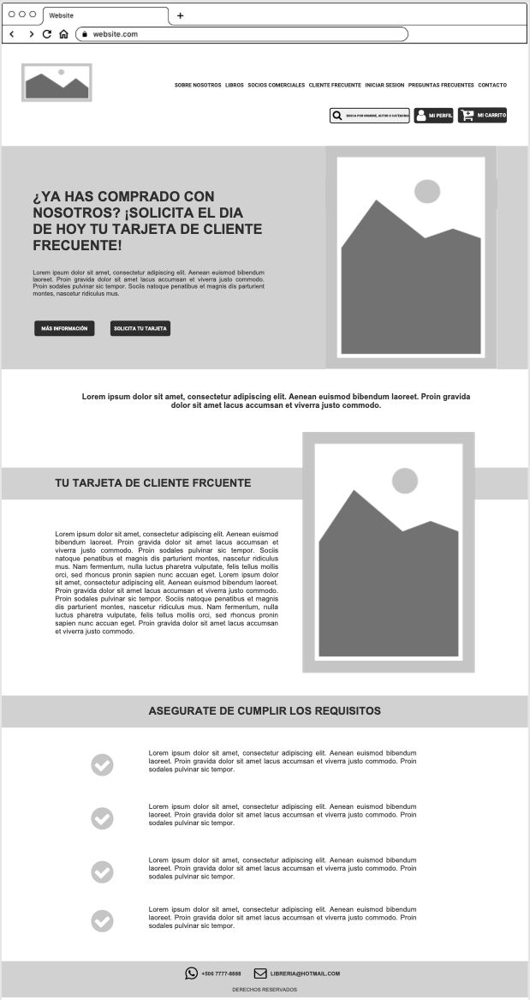 Website
website.com
SOBRE NOSOTROS LIBROS SOCIOS COMERCIALES CLIENTE FRECUENTE INICIAR SESION PREGUNTAS FRECUENTES CONTACTO
BUSCA POR NOMBRE, AUTOR O CATEGORIA MI PERFIL MI CARRITO
¿YA HAS COMPRADO CON
NOSOTROS? ¡SOLICITA EL DIA
DE HOY TU TARJETA DE CLIENTE
FRECUENTE!
Lorem ipsum dolor sit amet, consectetur adipiscing elit. Aenean euismod bibendum
laoreet. Proin gravida dolor sit amet lacus accumsan et viverra justo commodo.
Proin sodales pulvinar sic tempor. Sociis natoque penatibus et magnis dis parturient
montes, nascetur ridiculus mus.
MÁS INFORMACIÓN SOLICITA TU TARJETA
Lorem ipsum dolor sit amet, consectetur adipiscing elit. Aenean euismod bibendum laoreet. Proin gravida
dolor sit amet lacus accumsan et viverra justo commodo.
TU TARJETA DE CLIENTE FRCUENTE
Lorem ipsum dolor sit amet, consectetur adipiscing elit. Aenean euismod
bibendum laoreet. Proin gravida dolor sit amet lacus accumsan et
viverra justo commodo. Proin sodales pulvinar sic tempor. Sociis
natoque penatibus et magnis dis parturient montes, nascetur ridiculus
mus. Nam fermentum, nulla luctus pharetra vulputate, felis tellus mollis
orci, sed rhoncus pronin sapien nunc accuan eget. Lorem ipsum dolor
sit amet, consectetur adipiscing elit. Aenean euismod bibendum laoreet.
Proin gravida dolor sit amet lacus accumsan et viverra justo commodo.
Proin sodales pulvinar sic tempor. Sociis natoque penatibus et magnis
dis parturient montes, nascetur ridiculus mus. Nam fermentum, nulla
luctus pharetra vulputate, felis tellus mollis orci, sed rhoncus pronin
sapien nunc accuan eget. Proin gravida dolor sit amet lacus accumsan
et viverra justo commodo.
ASEGURATE DE CUMPLIR LOS REQUISITOS
Lorem ipsum dolor sit amet, consectetur adipiscing elit. Aenean euismod bibendum
laoreet. Proin gravida dolor sit amet lacus accumsan et viverra justo commodo. Proin
sodales pulvinar sic tempor.
Lorem ipsum dolor sit amet, consectetur adipiscing elit. Aenean euismod bibendum
laoreet. Proin gravida dolor sit amet lacus accumsan et viverra justo commodo. Proin
sodales pulvinar sic tempor.
Lorem ipsum dolor sit amet, consectetur adipiscing elit. Aenean euismod bibendum
laoreet. Proin gravida dolor sit amet lacus accumsan et viverra justo commodo. Proin
sodales pulvinar sic tempor.
Lorem ipsum dolor sit amet, consectetur adipiscing elit. Aenean euismod bibendum
laoreet. Proin gravida dolor sit amet lacus accumsan et viverra justo commodo. Proin
sodales pulvinar sic tempor.
+506 7777-8888 LIBRERIA@HOTMAIL.COM
DERECHOS RESERVADOS